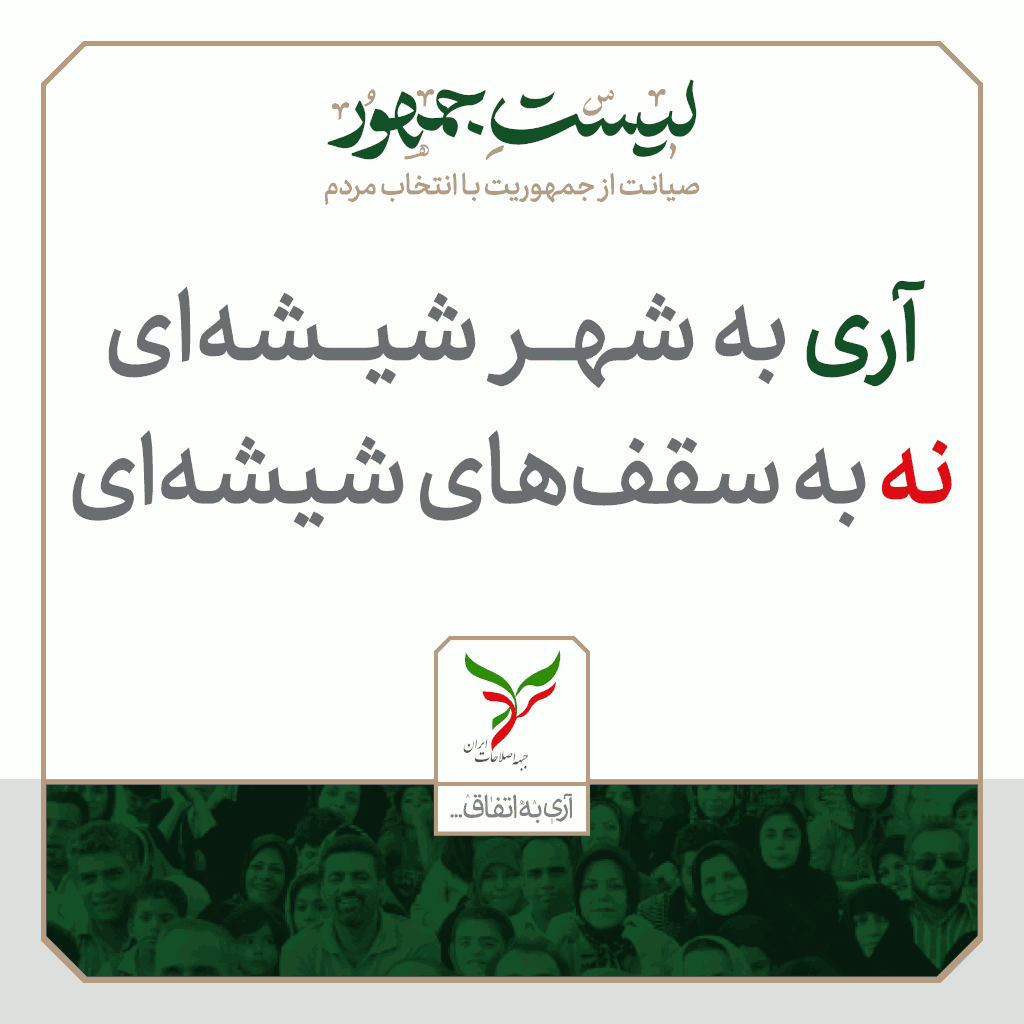 لیستِ جمهور
صیانت از جمهوریت با انتخاب مردم
آری به شهر شیشه‌ای
نه به سقف‌های شیشه‌ای
جبهه اصلاحات ایران
آری به اتفاق...